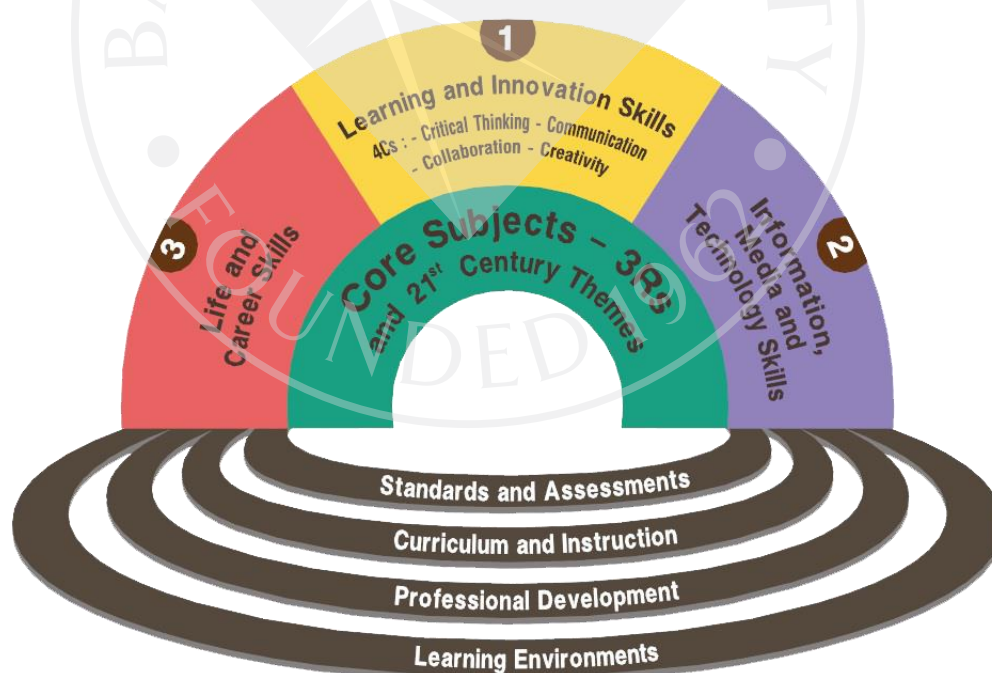 1
Learning and Innovation Skills
4Cs : - Critical Thinking - Communication
- Collaboration - Creativity
3
Life and
Career Skills
Core Subjects – 3Rs
and 21st Century Themes
2
Information,
Media and
Technology Skills
Standards and Assessments
Curriculum and Instruction
Professional Development
Learning Environments
FOUNDED 1962